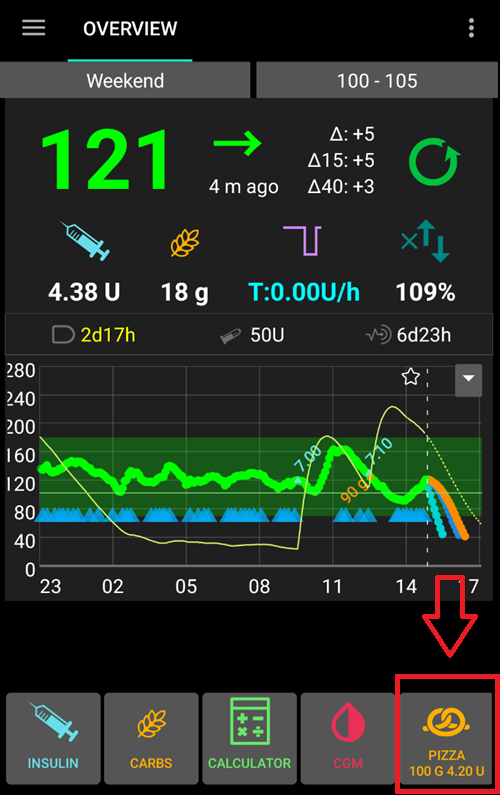 OVERVIEW
Weekend
100 - 105
121
Δ: +5
Δ15: +5
Δ40: +3
4 m ago
4.38 U
18 g
T:0.00U/h
109%
2d17h
50U
6d23h
280
240
200
160
120
80
40
0
7.00
90 g
7.10
23
02
05
08
11
14
INSULIN
CARBS
CALCULATOR
CGM
PIZZA
100 G 4.20 U